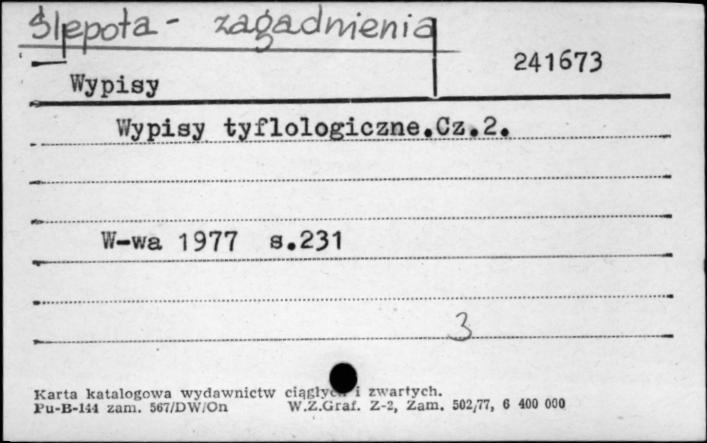 Ślepota - zagadnienia
241673
Wypisy
Wypisy tyflologiczne.Cz.2.
W-wa 1977 s.231
3
Karta katalogowa wydawnictw ciągłych i zwartych.
Pu-B-144 zam. 567/DW/On W.Z.Graf. Z-2, Zam. 502/77, 6 400 000